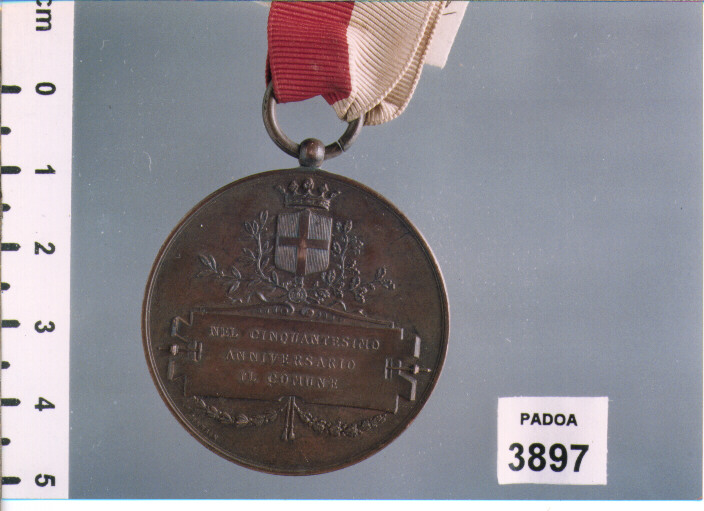 cm
0
1
2
3
4
5
NEL CINQUANTESIMO
ANNIVERSARIO
IL COMUNE
PADOA
3897